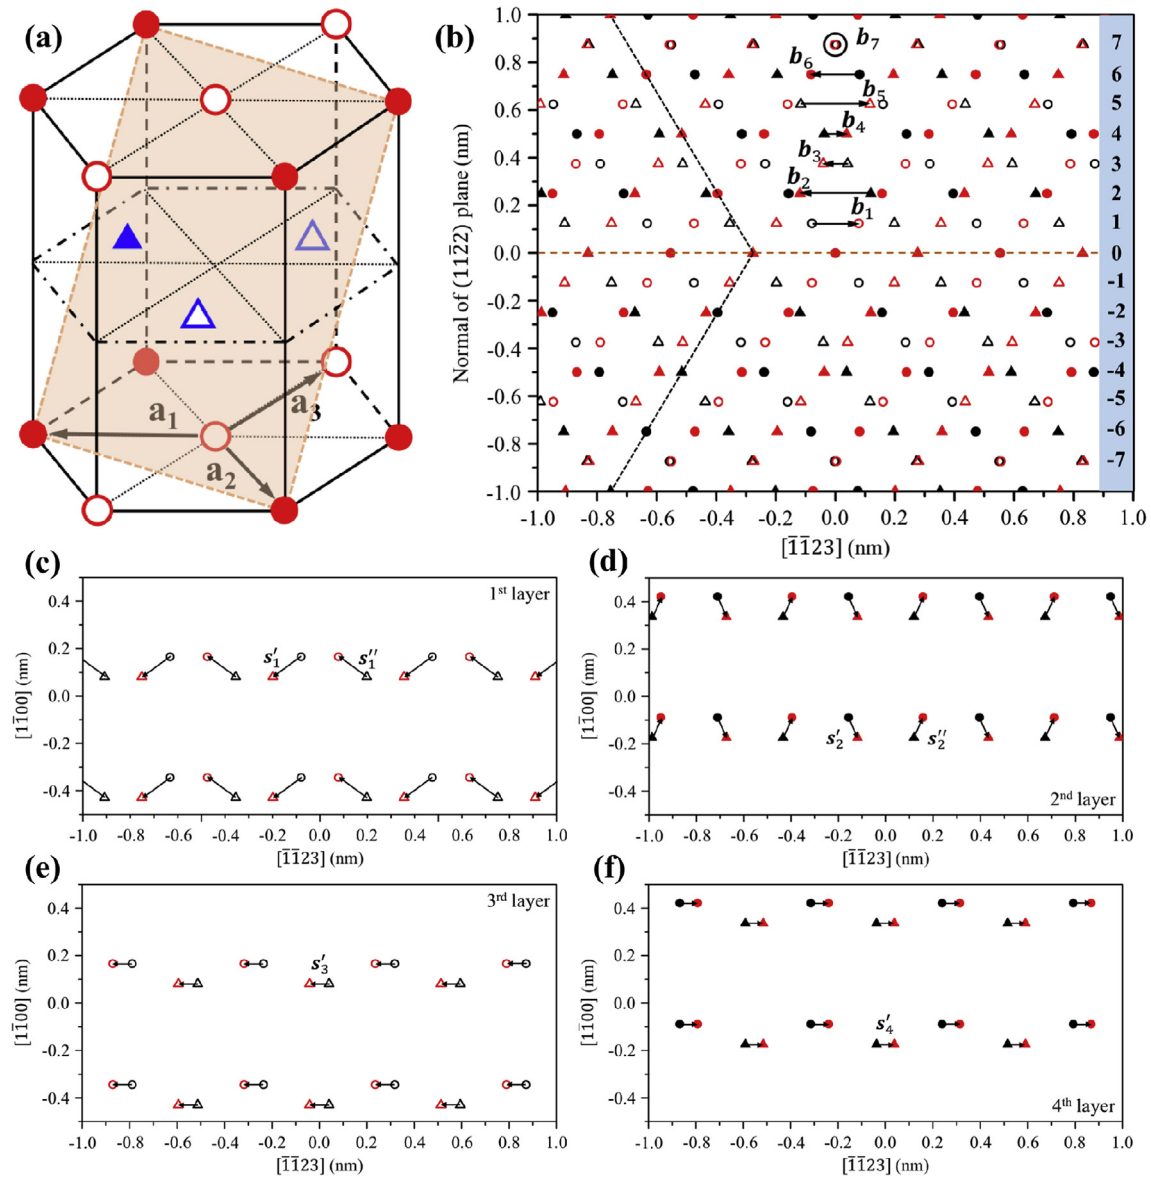 (a)
a₁
a₂
a₃
(b)
Normal of (112̄2) plane (nm)
1.0
0.8
0.6
0.4
0.2
0.0
-0.2
-0.4
-0.6
-0.8
-1.0
b₇
b₆
b₅
b₄
b₃
b₂
b₁
7
6
5
4
3
2
1
0
-1
-2
-3
-4
-5
-6
-7
-1.0 -0.8 -0.6 -0.4 -0.2 0.0 0.2 0.4 0.6 0.8 1.0
[1̄1̄23] (nm)
(c)
1st layer
[11̄00] (nm)
0.4
0.2
0.0
-0.2
-0.4
s₁′ s₁″
-1.0 -0.8 -0.6 -0.4 -0.2 0.0 0.2 0.4 0.6 0.8 1.0
[1̄1̄23] (nm)
(d)
[11̄00] (nm)
0.4
0.2
0.0
-0.2
-0.4
s₂′ s₂″
2nd layer
-1.0 -0.8 -0.6 -0.4 -0.2 0.0 0.2 0.4 0.6 0.8 1.0
[1̄1̄23] (nm)
(e)
3rd layer
[11̄00] (nm)
0.4
0.2
0.0
-0.2
-0.4
s₃′
-1.0 -0.8 -0.6 -0.4 -0.2 0.0 0.2 0.4 0.6 0.8 1.0
[1̄1̄23] (nm)
(f)
[11̄00] (nm)
0.4
0.2
0.0
-0.2
-0.4
s₄′
4th layer
-1.0 -0.8 -0.6 -0.4 -0.2 0.0 0.2 0.4 0.6 0.8 1.0
[1̄1̄23] (nm)